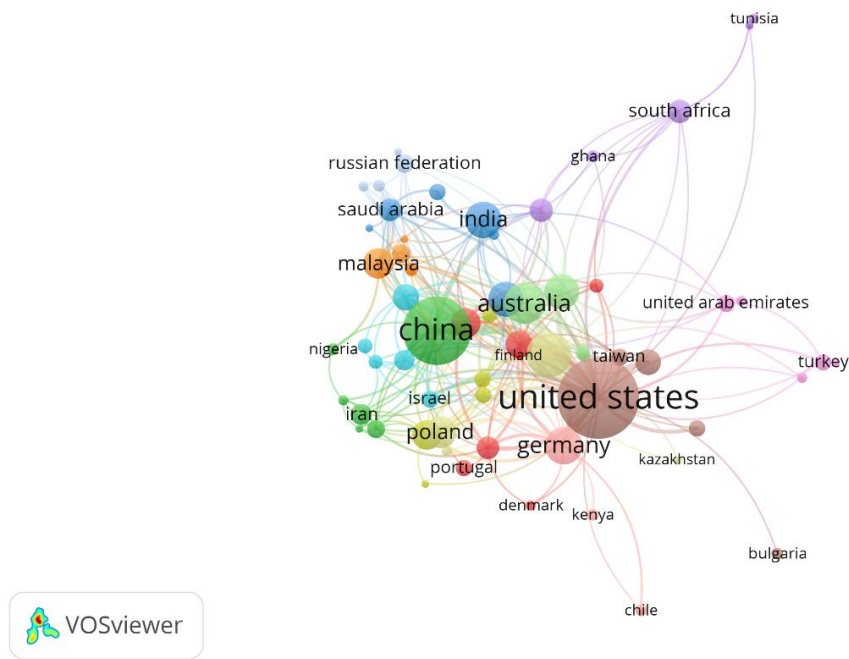 tunisia
south africa
ghana
russian federation
saudi arabia
india
malaysia
australia
united arab emirates
china
nigeria
finland
taiwan
turkey
israel
united states
iran
poland
germany
portugal
kazakhstan
denmark
kenya
bulgaria
chile
VOSviewer